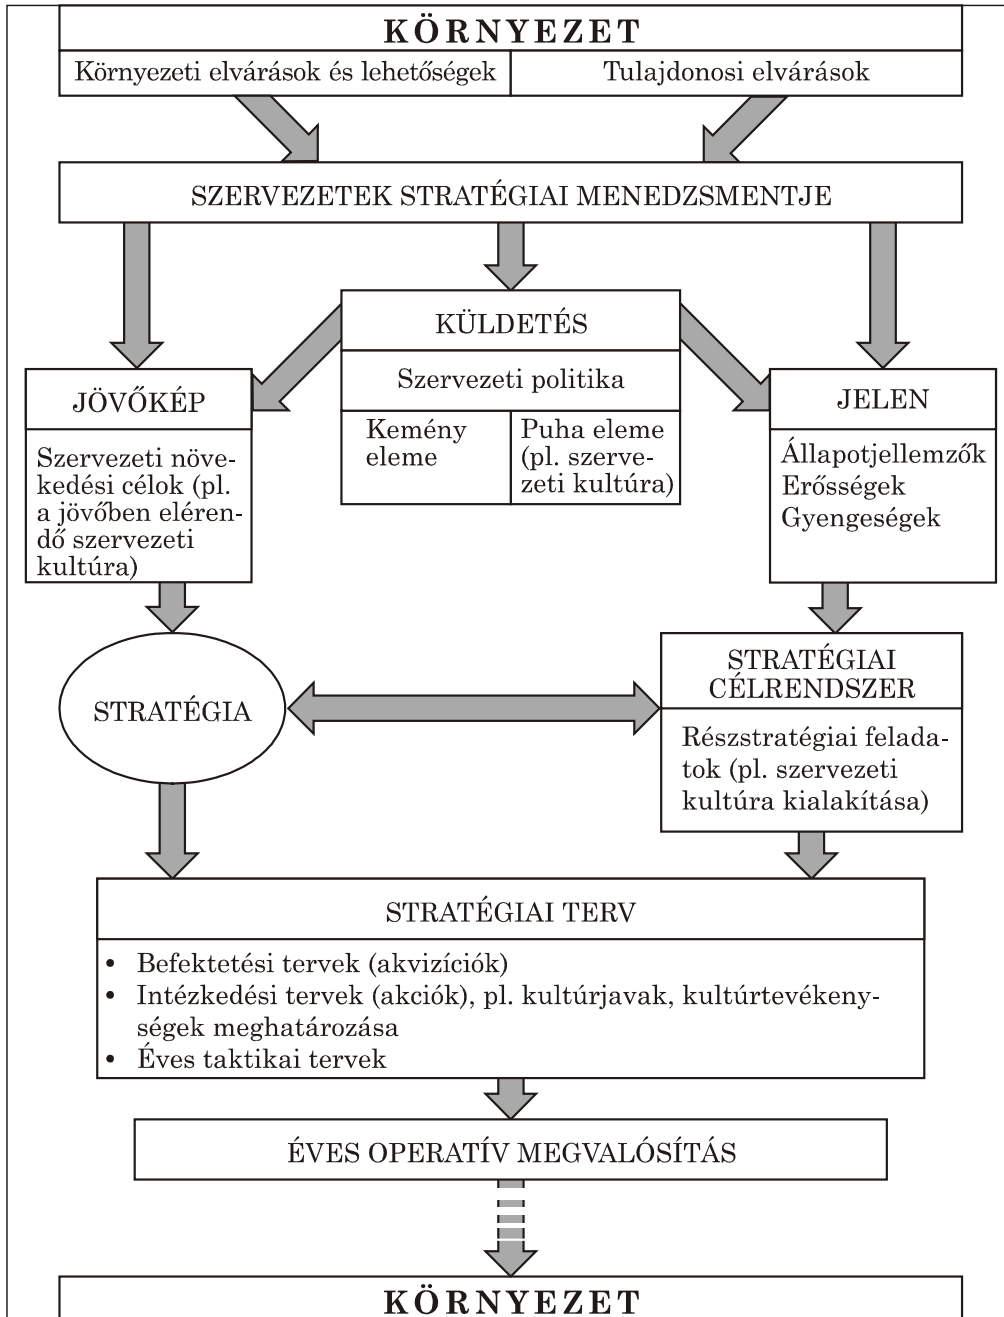 KÖRNYEZET
Környezeti elvárások és lehetőségek
Tulajdonosi elvárások
SZERVEZETEK STRATÉGIAI MENEDZSMENTJE
KÜLDETÉS
Szervezeti politika
Kemény
eleme
Puha eleme
(pl. szerve-
zeti kultúra)
JÖVŐKÉP
Szervezeti növe-
kedési célok (pl.
a jövőben eléren-
dő szervezeti
kultúra)
JELEN
Állapotjellemzők
Erősségek
Gyengeségek
STRATÉGIA
STRATÉGIAI
CÉLRENDSZER
Részstratégiai felada-
tok (pl. szervezeti
kultúra kialakítása)
STRATÉGIAI TERV
• Befektetési tervek (akvizíciók)
• Intézkedési tervek (akciók), pl. kultúrjavak, kultúrtevékeny-
ségek meghatározása
• Éves taktikai tervek
ÉVES OPERATÍV MEGVALÓSÍTÁS
KÖRNYEZET